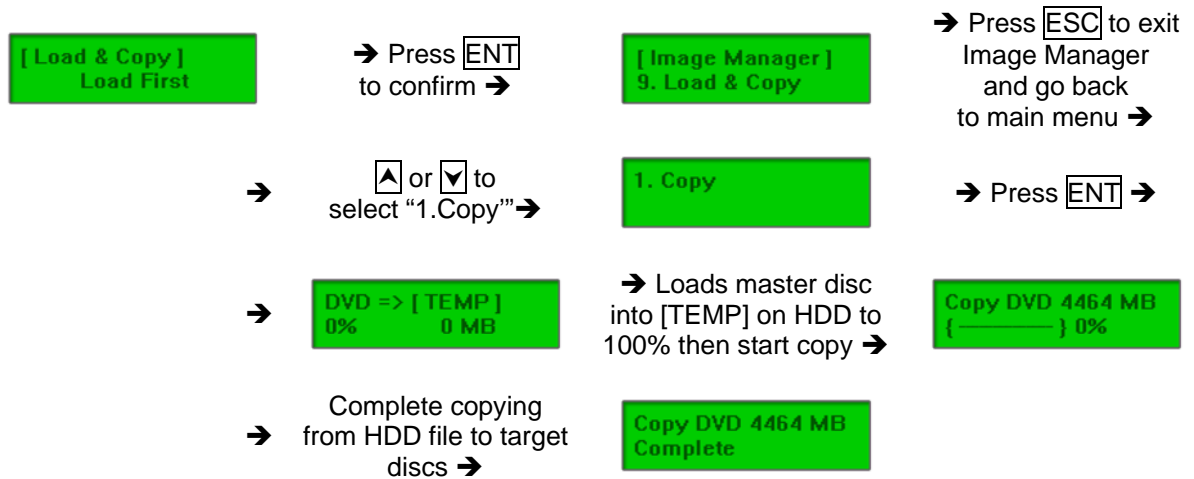 [ Load & Copy ]
Load First
➔ Press ENT
to confirm ➔
[ Image Manager ]
9. Load & Copy
➔ Press ESC to exit
Image Manager
and go back
to main menu ➔
➔
⮝ or ⮟ to
select “1.Copy’”➔
1. Copy
➔ Press ENT ➔
➔
DVD => [ TEMP ]
0% 0 MB
➔ Loads master disc
into [TEMP] on HDD to
100% then start copy ➔
Copy DVD 4464 MB
{ ———— } 0%
➔
Complete copying
from HDD file to target
discs ➔
Copy DVD 4464 MB
Complete